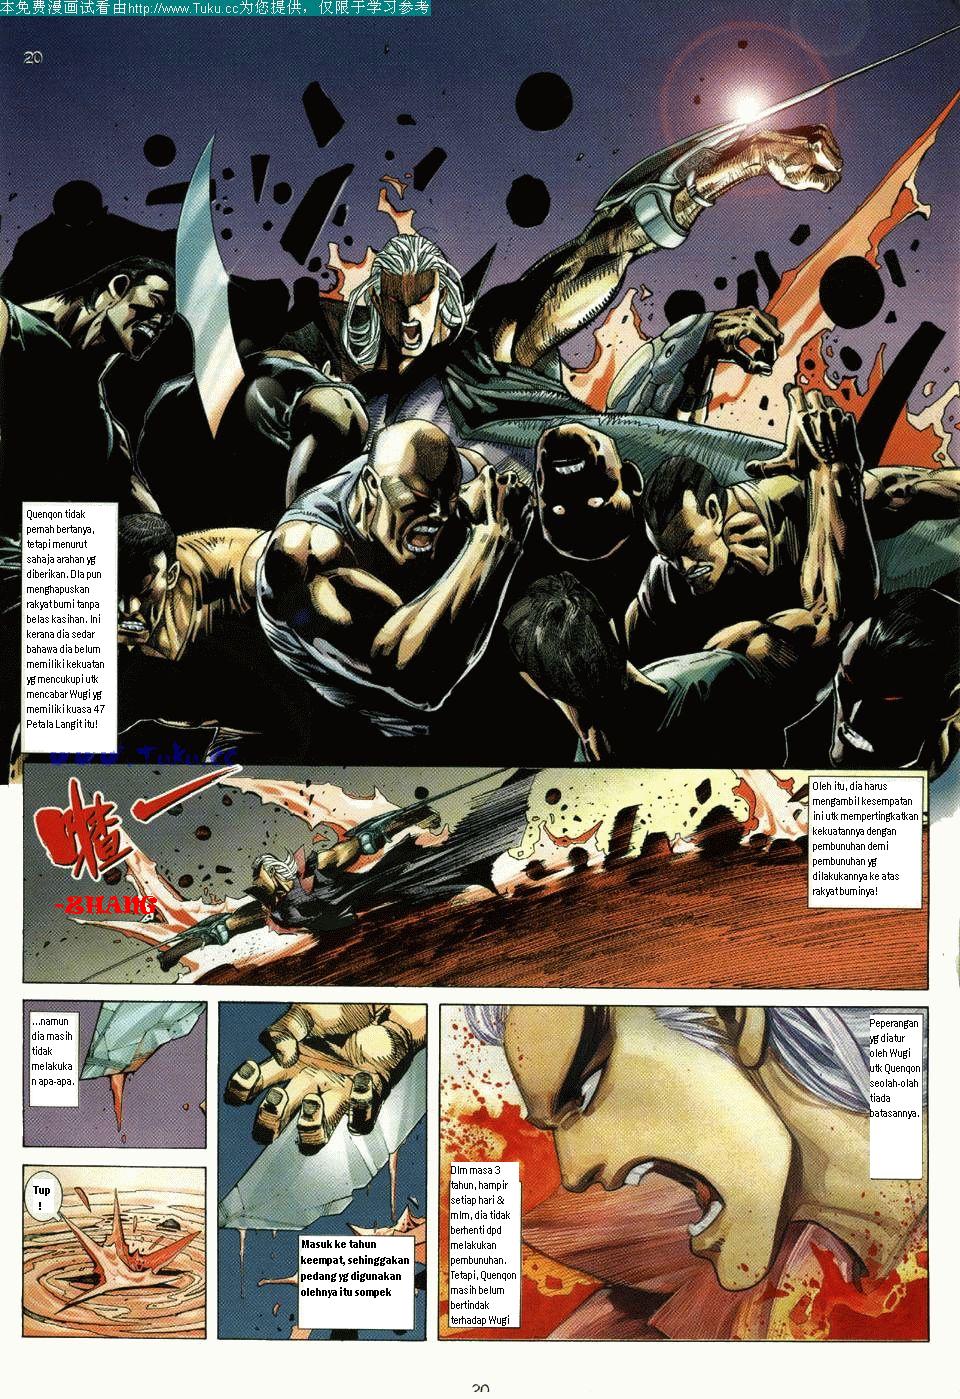 本免费漫画试看由http://www.Tuku.cc为您提供，仅限于学习参考
20
Quenqon tidak
pernah bertanya,
tetapi menurut
sahaja arahan yg
diberikan. DIa pun
menghapuskan
rakyat bumi tanpa
belas kasihan. Ini
kerana dia sedar
bahawa dia belum
memiliki kekuatan
yg mencukupi utk
mencabar Wugi yg
memiliki kuasa 47
Petala Langit itu!
www.Tuku.cc
Oleh itu, dia harus
mengambil kesempatan
ini utk mempertingkatkan
kekuatannya dengan
pembunuhan demi
pembunuhan yg
dilakukannya ke atas
rakyat buminya!
-ZHANG
...namun
dia masih
tidak
melakuka
n apa-apa.
Tup
!
Masuk ke tahun
keempat, sehinggakan
pedang yg digunakan
olehnya itu sompek
Peperangan
yg diatur
oleh Wugi
utk Quenqon
seolah-olah
tiada
batasannya.
Dlm masa 3
tahun, hampir
setiap hari &
mlm, dia tidak
berhenti dpd
melakukan
pembunuhan.
Tetapi, Quenqon
masih belum
bertindak
terhadap Wugi
20